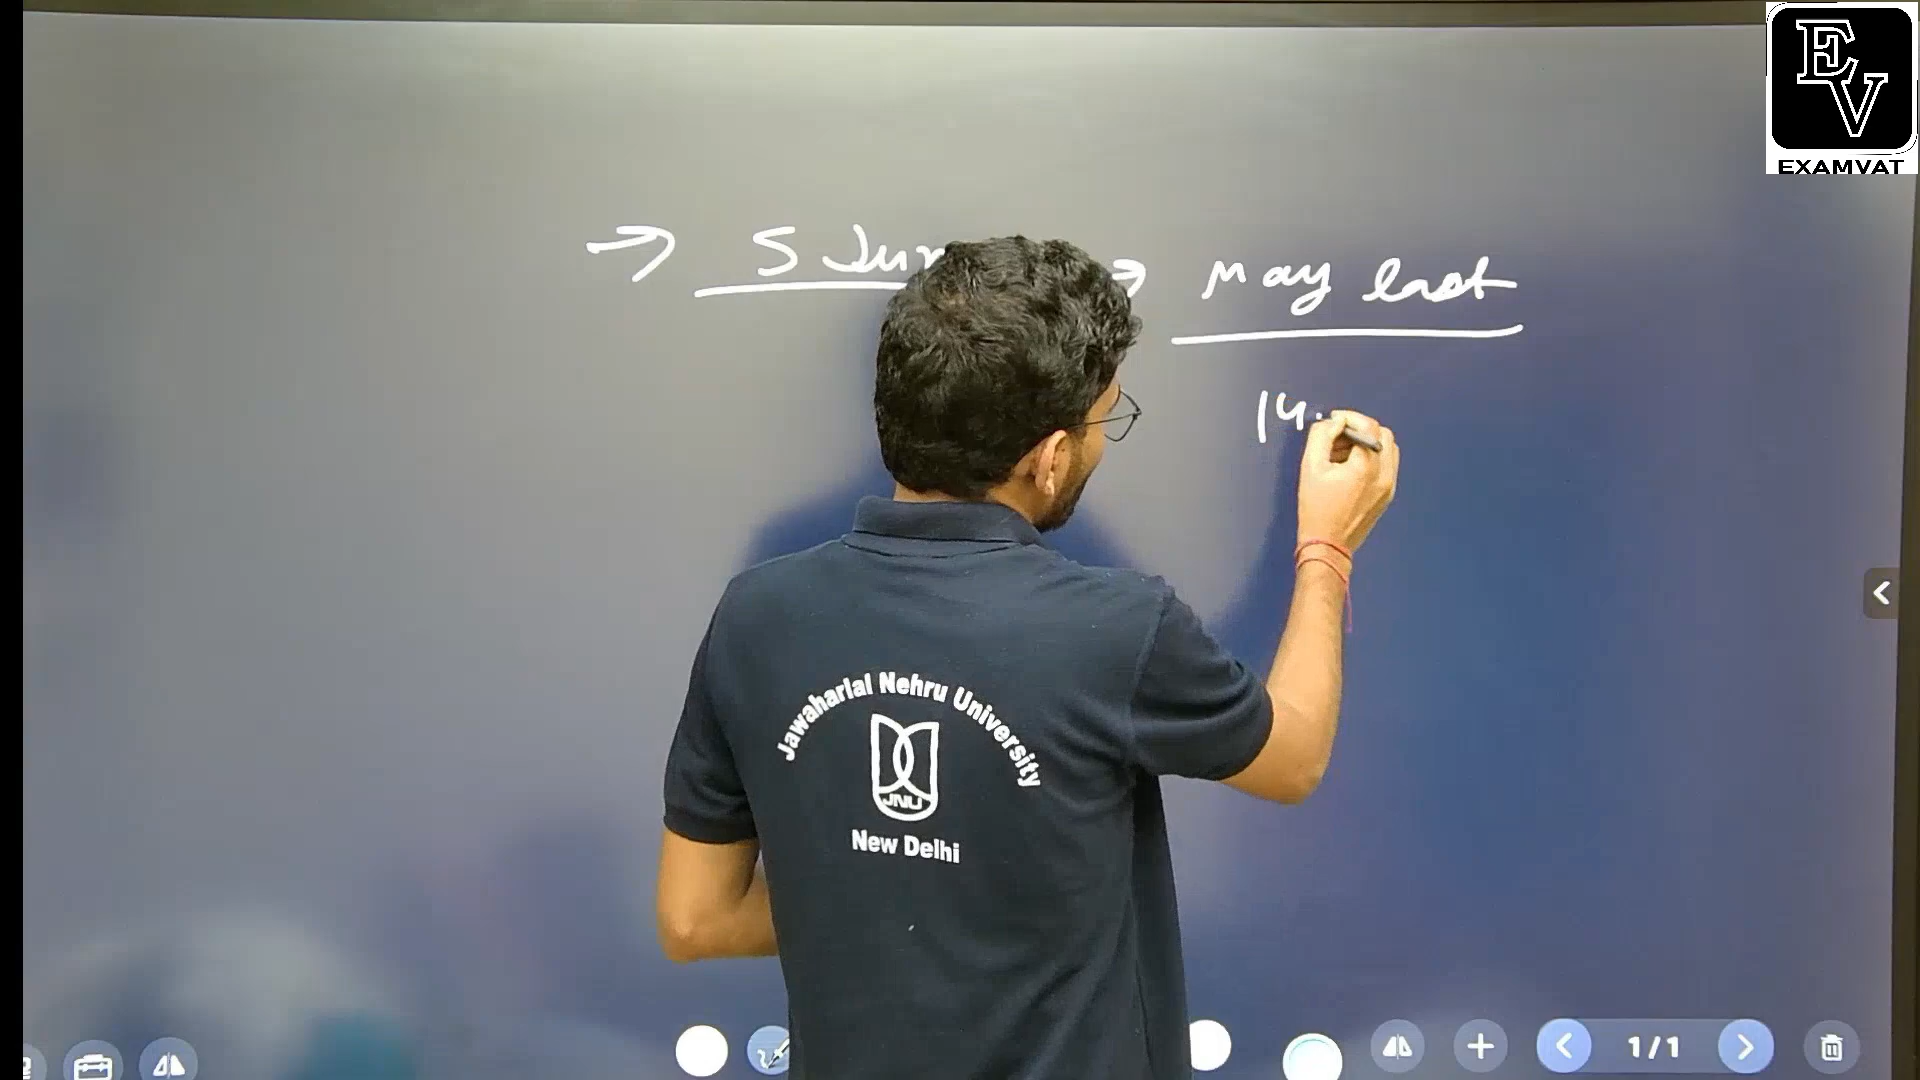 EV
EXAMVAT
→ 5 Jun
→ May last
14
Jawaharlal Nehru University
JNU
New Delhi
1/1